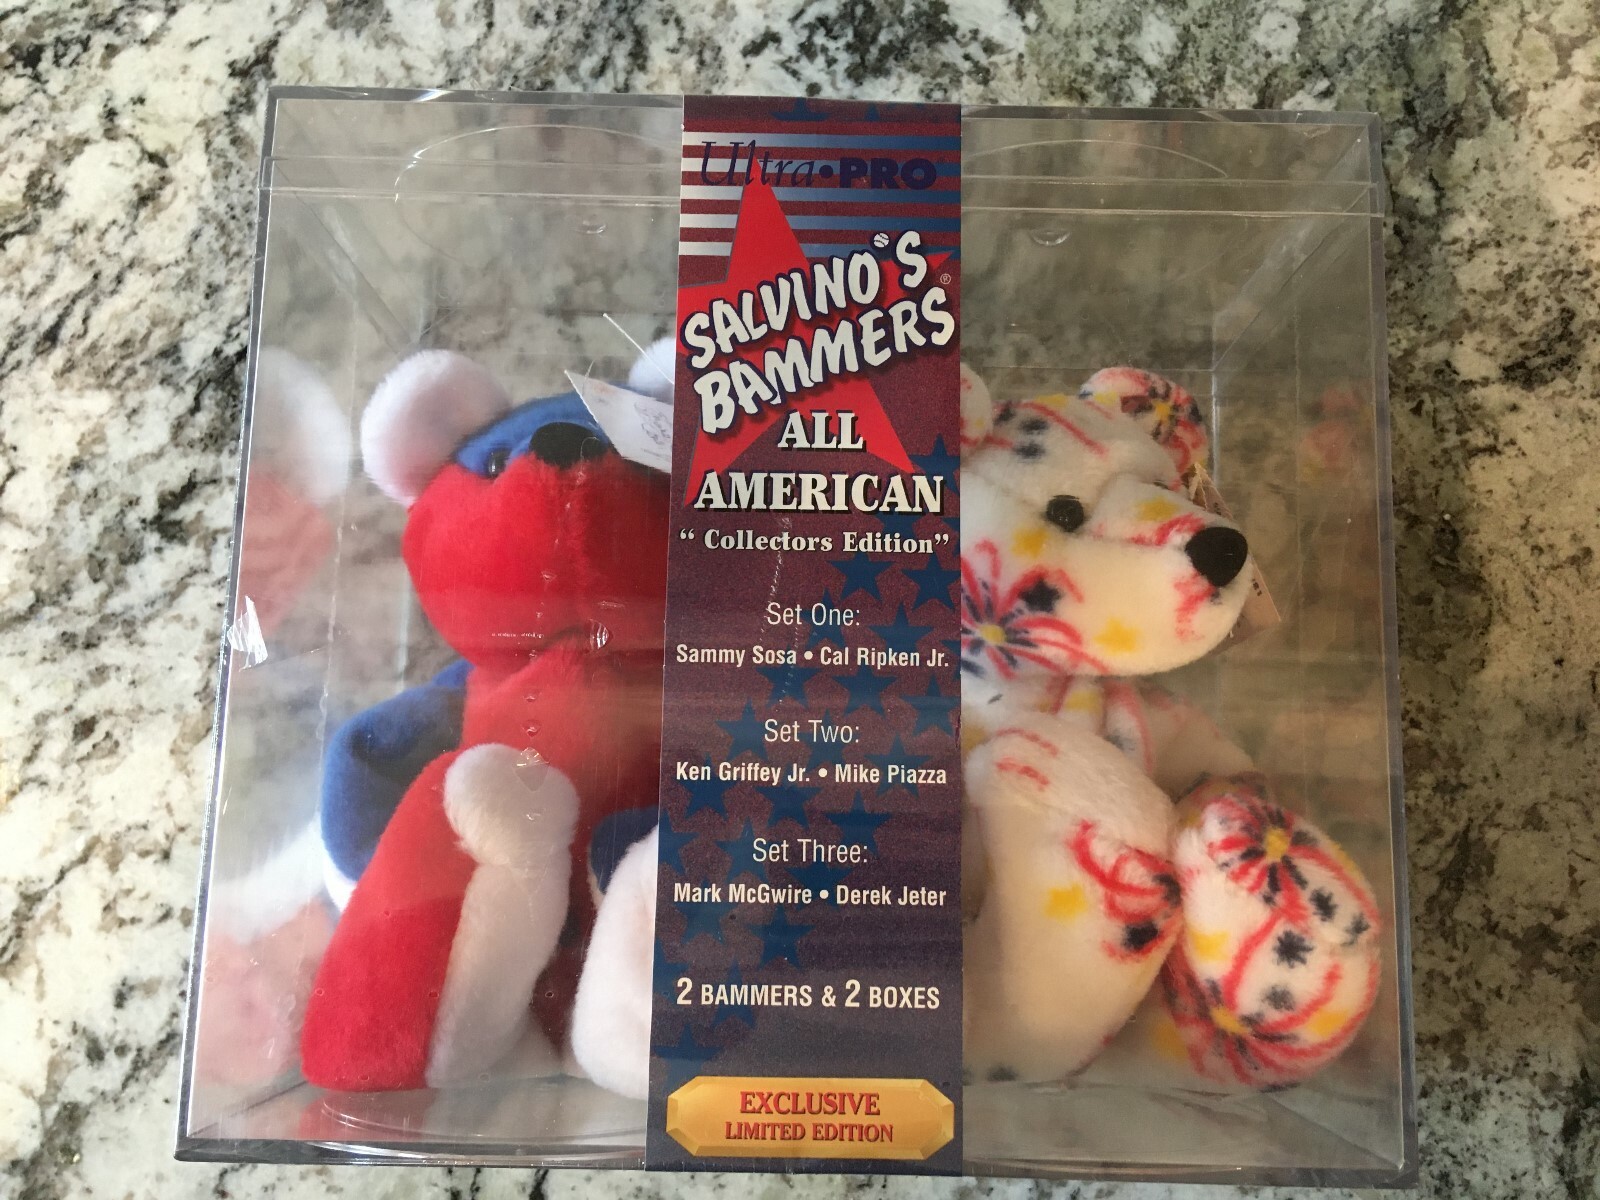 Ultra•PRO
SALVINO'S
BAMMERS®
ALL
AMERICAN
“ Collectors Edition”
Set One:
Sammy Sosa • Cal Ripken Jr.
Set Two:
Ken Griffey Jr. • Mike Piazza
Set Three:
Mark McGwire • Derek Jeter
2 BAMMERS & 2 BOXES
EXCLUSIVE
LIMITED EDITION